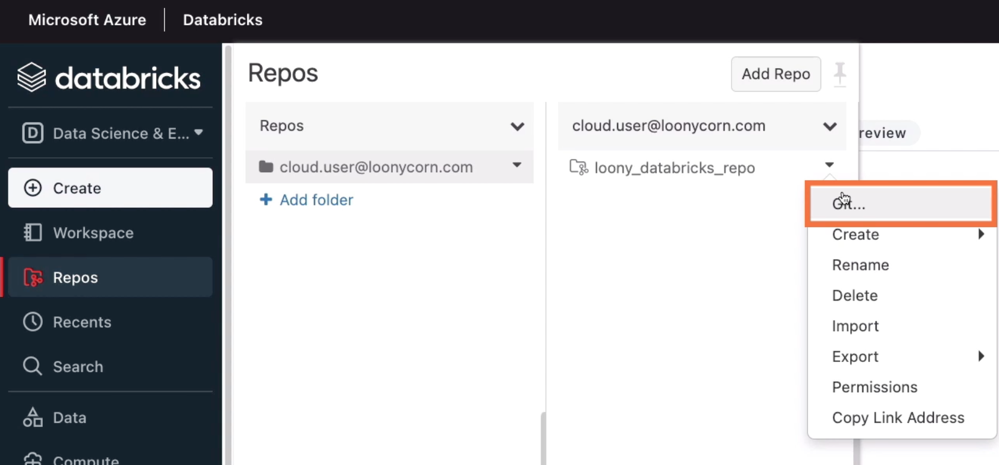 Microsoft Azure
Databricks
databricks
D Data Science & E...
Create
Workspace
Repos
Recents
Search
Data
Compute
Repos
Add Repo
Repos
cloud.user@loonycorn.com
Add folder
cloud.user@loonycorn.com
loony_databricks_repo
review
Git...
Create
Rename
Delete
Import
Export
Permissions
Copy Link Address